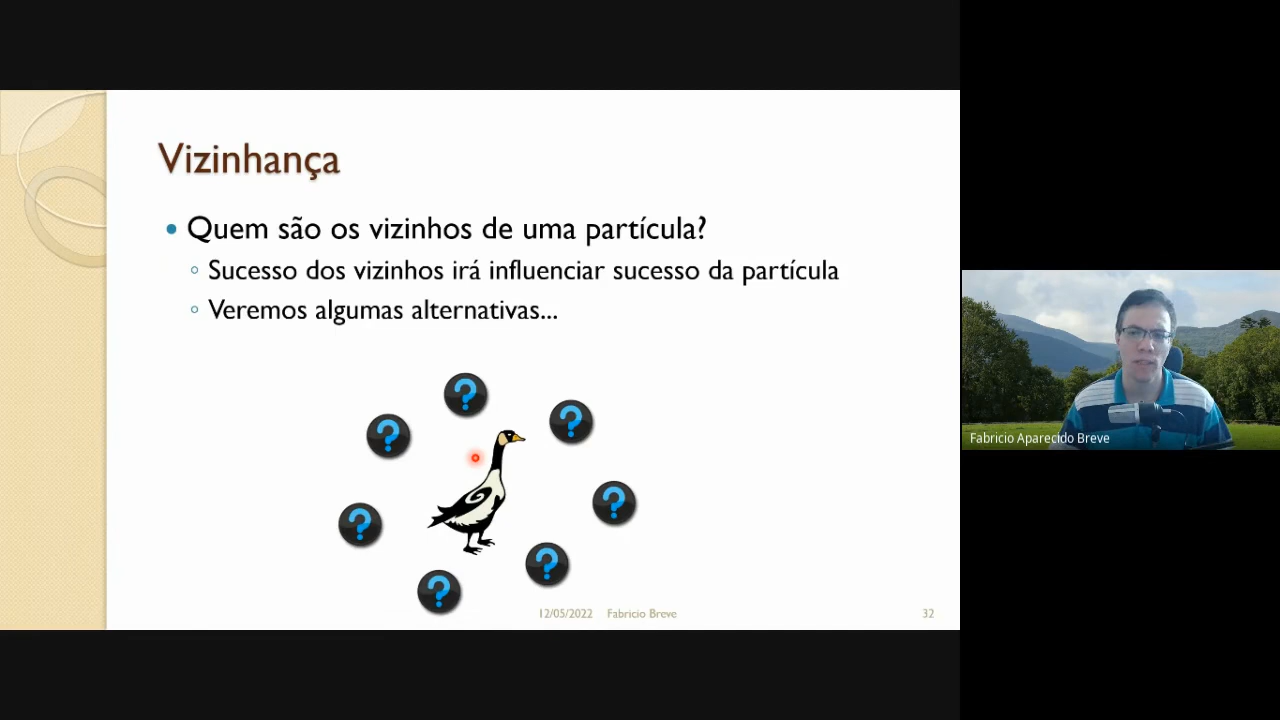 Vizinhança
• Quem são os vizinhos de uma partícula?
◦ Sucesso dos vizinhos irá influenciar sucesso da partícula
◦ Veremos algumas alternativas...
?
?
?
?
?
?
?
12/05/2022 Fabricio Breve 32
Fabricio Aparecido Breve